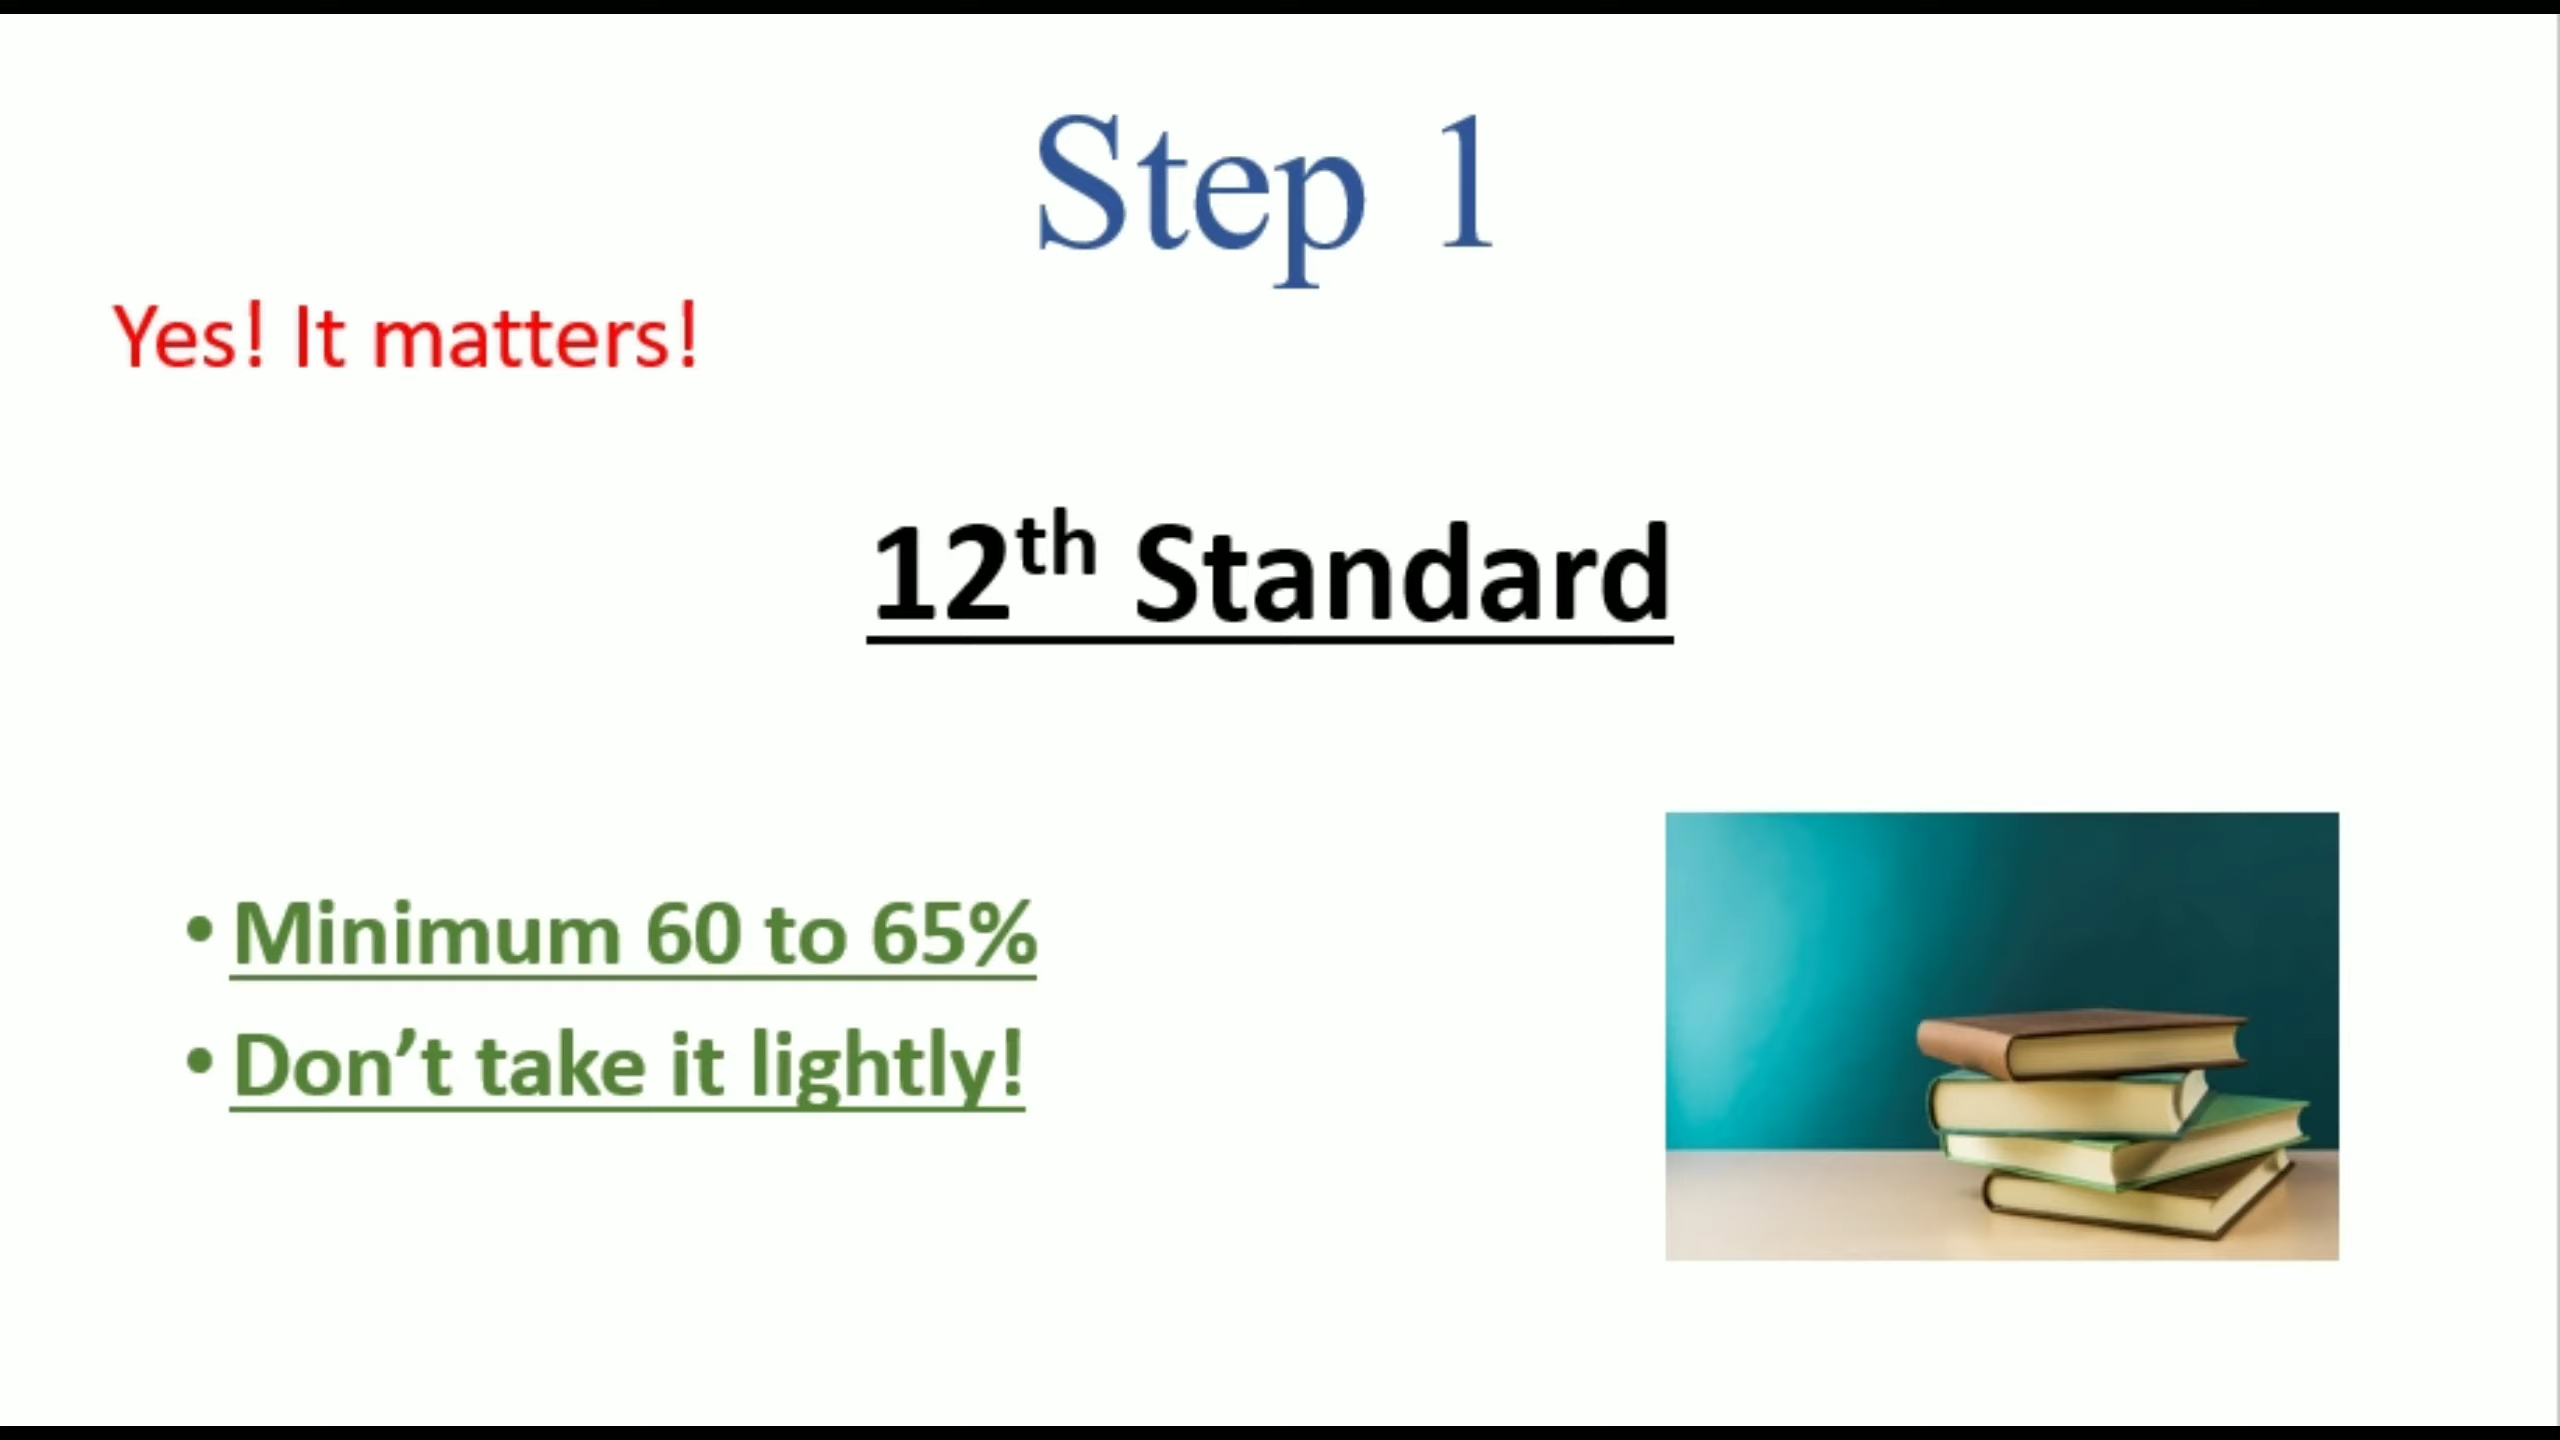 Step 1
Yes! It matters!
12th Standard
• Minimum 60 to 65%
• Don’t take it lightly!